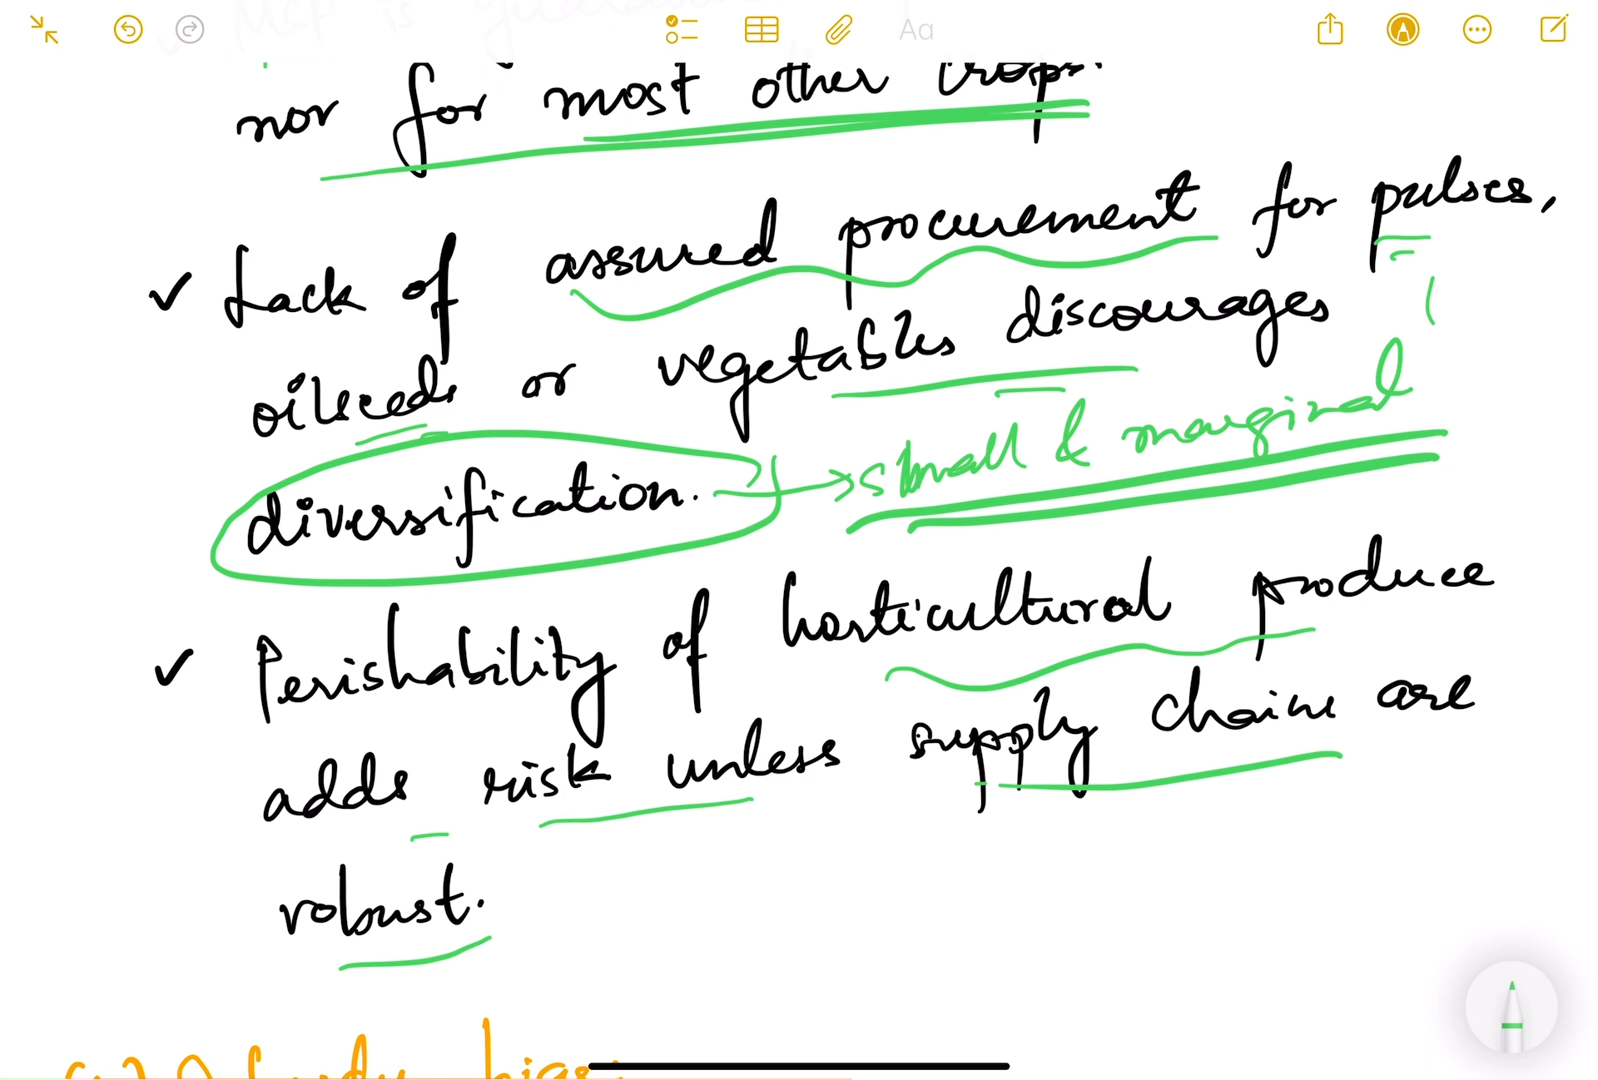 nor for most other crops.
✓ Lack of assured procurement for pulses,
oilseeds or vegetables discourages
diversification. → small & marginal
✓ Perishability of horticultural produce
adds risk unless supply chains are
robust.
Aa